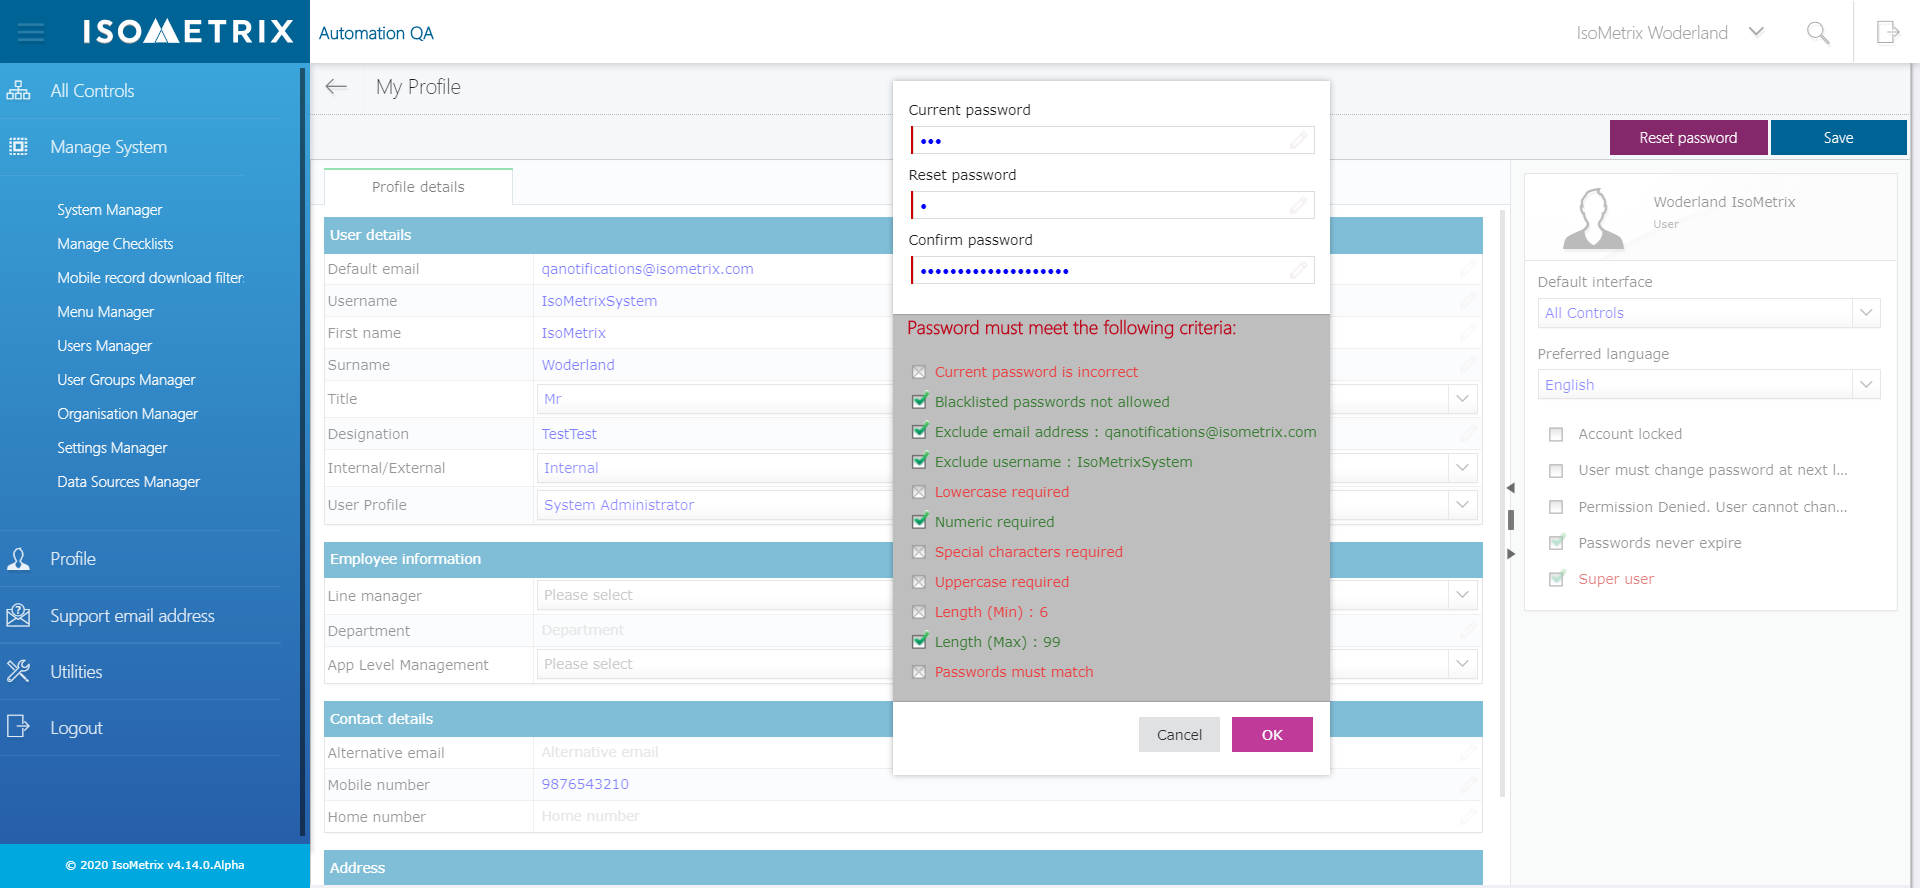 ISOMETRIX
Automation QA
IsoMetrix Woderland
All Controls
Manage System
System Manager
Manage Checklists
Mobile record download filter
Menu Manager
Users Manager
User Groups Manager
Organisation Manager
Settings Manager
Data Sources Manager
Profile
Support email address
Utilities
Logout
© 2020 IsoMetrix v4.14.0.Alpha
My Profile
Reset password
Save
Profile details
User details
Default email qanotifications@isometrix.com
Username IsoMetrixSystem
First name IsoMetrix
Surname Woderland
Title Mr
Designation TestTest
Internal/External Internal
User Profile System Administrator
Employee information
Line manager Please select
Department Department
App Level Management Please select
Contact details
Alternative email Alternative email
Mobile number 9876543210
Home number Home number
Address
Current password
•••
Reset password
•
Confirm password
••••••••••••••••••••
Password must meet the following criteria:
Current password is incorrect
Blacklisted passwords not allowed
Exclude email address : qanotifications@isometrix.com
Exclude username : IsoMetrixSystem
Lowercase required
Numeric required
Special characters required
Uppercase required
Length (Min) : 6
Length (Max) : 99
Passwords must match
Cancel
OK
Woderland IsoMetrix
User
Default interface
All Controls
Preferred language
English
Account locked
User must change password at next l...
Permission Denied. User cannot chan...
Passwords never expire
Super user